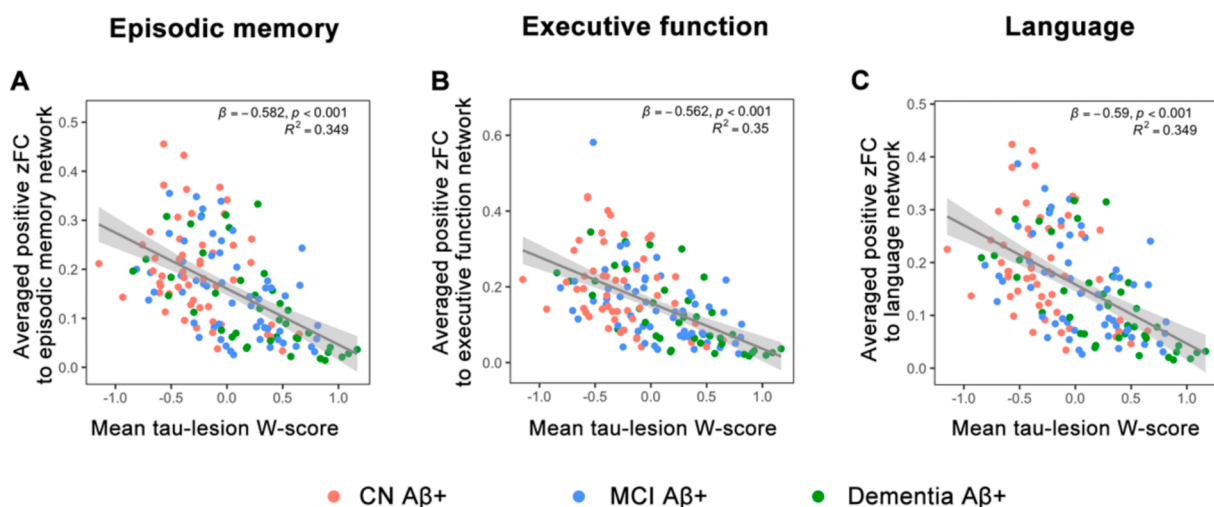 Episodic memory
Executive function
Language
A
β = −0.582, p < 0.001
R² = 0.349
Averaged positive zFC
to episodic memory network
0.5
0.4
0.3
0.2
0.1
0.0
-1.0 -0.5 0.0 0.5 1.0
Mean tau-lesion W-score
B
β = −0.562, p < 0.001
R² = 0.35
Averaged positive zFC
to executive function network
0.6
0.4
0.2
0.0
-1.0 -0.5 0.0 0.5 1.0
Mean tau-lesion W-score
C
β = −0.59, p < 0.001
R² = 0.349
Averaged positive zFC
to language network
0.5
0.4
0.3
0.2
0.1
0.0
-1.0 -0.5 0.0 0.5 1.0
Mean tau-lesion W-score
CN Aβ+
MCI Aβ+
Dementia Aβ+